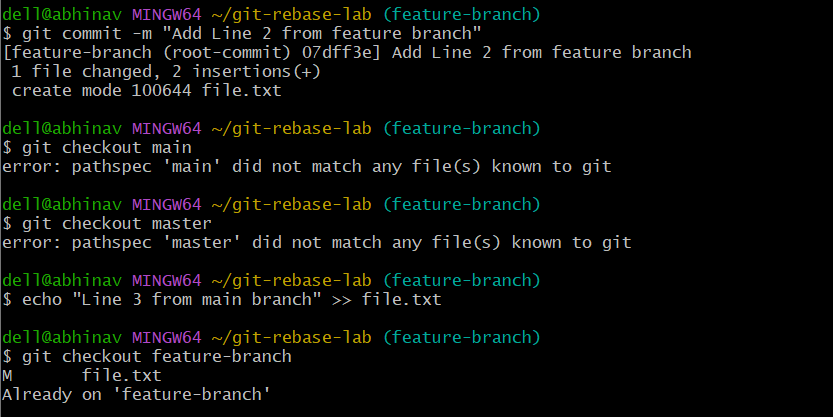 dell@abhinav MINGW64 ~/git-rebase-lab (feature-branch)
$ git commit -m "Add Line 2 from feature branch"
[feature-branch (root-commit) 07dff3e] Add Line 2 from feature branch
 1 file changed, 2 insertions(+)
 create mode 100644 file.txt

dell@abhinav MINGW64 ~/git-rebase-lab (feature-branch)
$ git checkout main
error: pathspec 'main' did not match any file(s) known to git

dell@abhinav MINGW64 ~/git-rebase-lab (feature-branch)
$ git checkout master
error: pathspec 'master' did not match any file(s) known to git

dell@abhinav MINGW64 ~/git-rebase-lab (feature-branch)
$ echo "Line 3 from main branch" >> file.txt

dell@abhinav MINGW64 ~/git-rebase-lab (feature-branch)
$ git checkout feature-branch
M       file.txt
Already on 'feature-branch'